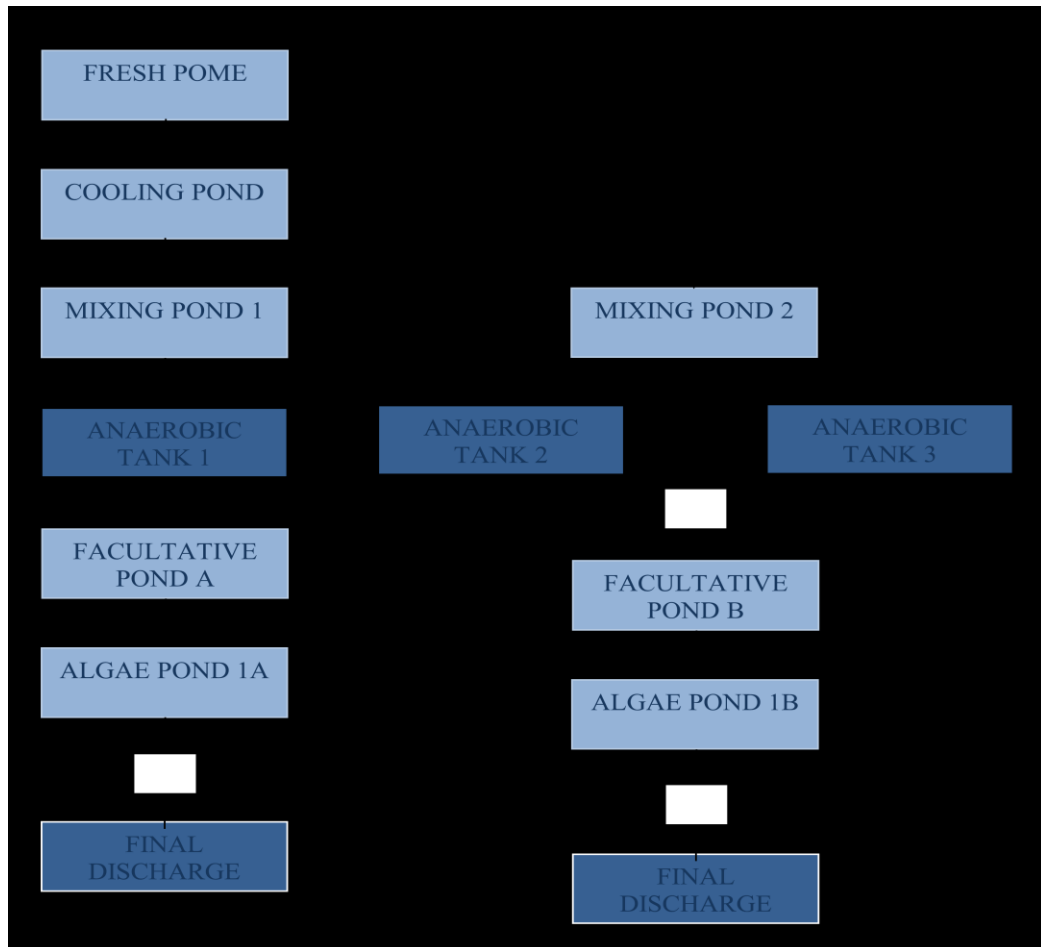 FRESH POME
COOLING POND
MIXING POND 1
MIXING POND 2
ANAEROBIC
TANK 1
ANAEROBIC
TANK 2
ANAEROBIC
TANK 3
FACULTATIVE
POND A
FACULTATIVE
POND B
ALGAE POND 1A
ALGAE POND 1B
FINAL
DISCHARGE
FINAL
DISCHARGE